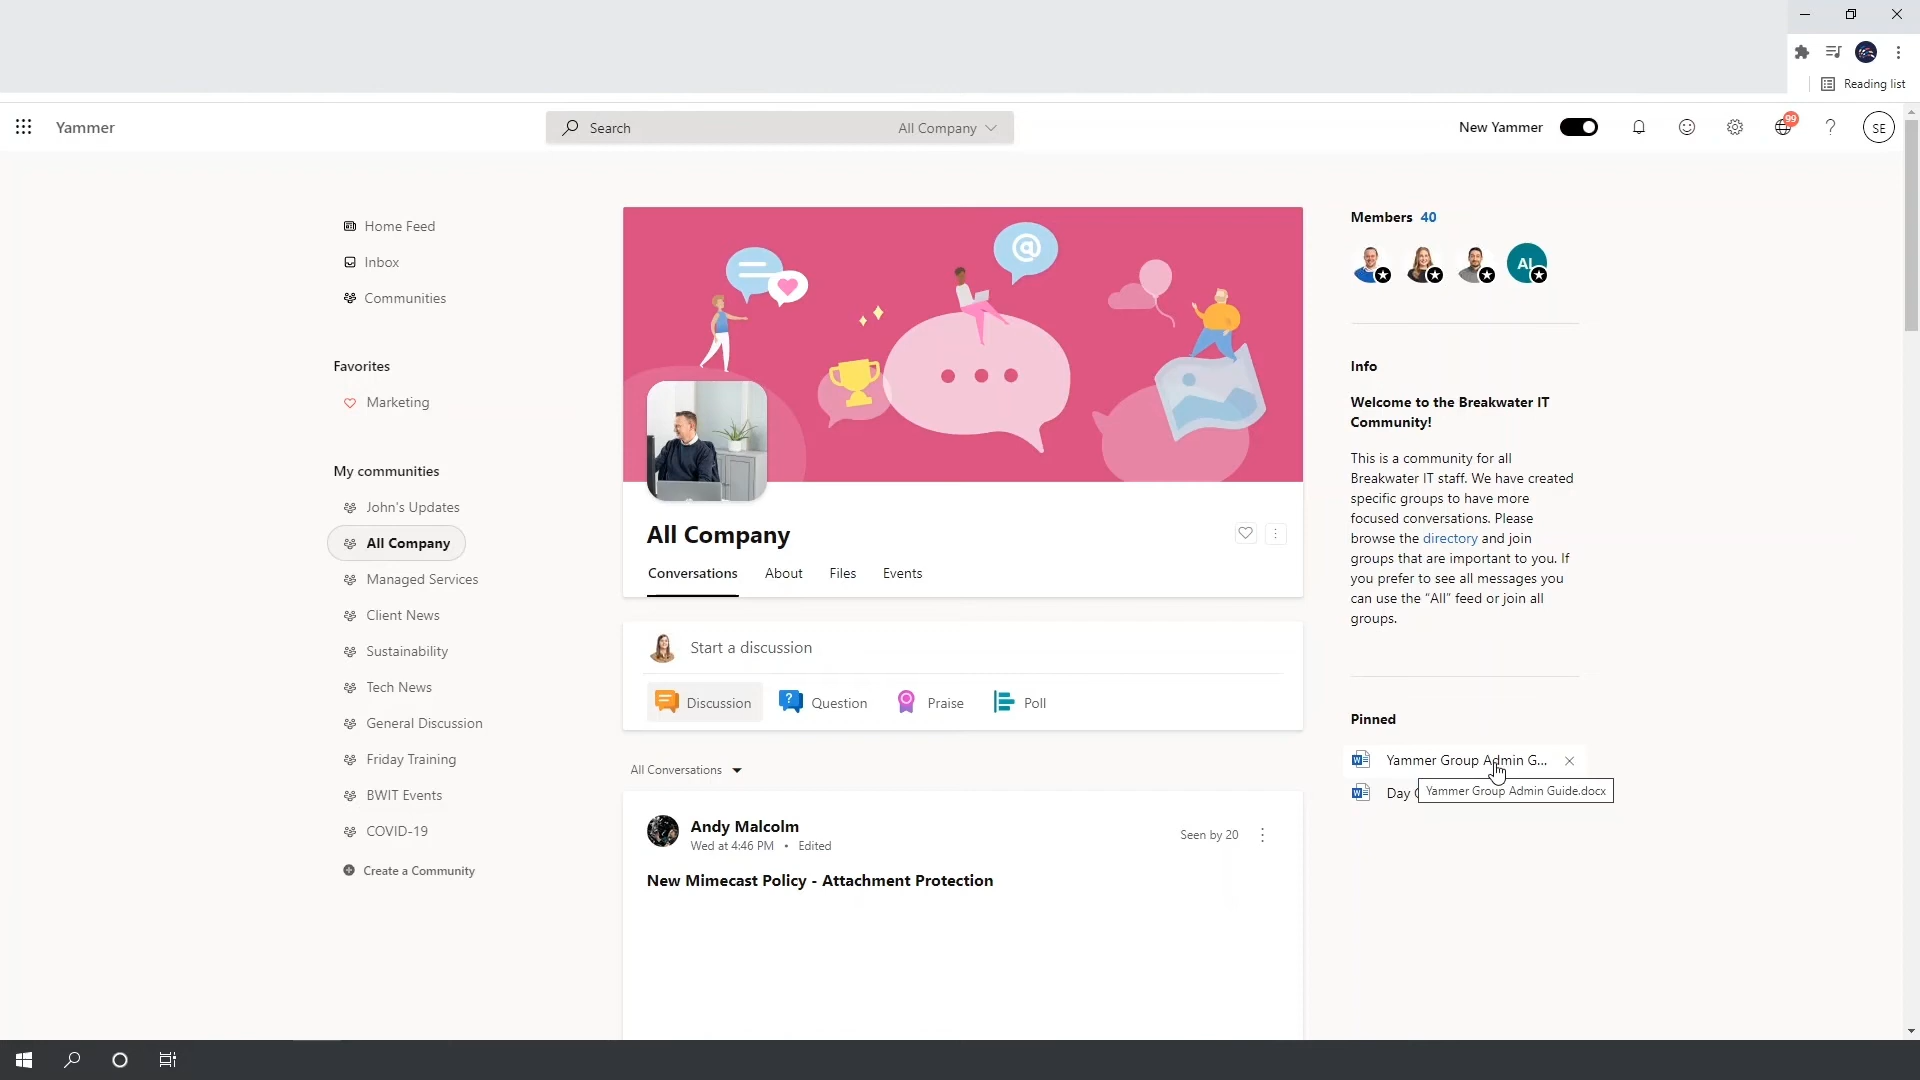 Reading list
Yammer
Search
All Company
New Yammer
99
?
SE
Home Feed
Inbox
Communities
Favorites
Marketing
My communities
John's Updates
All Company
Managed Services
Client News
Sustainability
Tech News
General Discussion
Friday Training
BWIT Events
COVID-19
Create a Community
@
All Company
Conversations
About
Files
Events
Start a discussion
Discussion
Question
Praise
Poll
All Conversations
Andy Malcolm
Wed at 4:46 PM • Edited
Seen by 20
New Mimecast Policy - Attachment Protection
Members 40
Info
Welcome to the Breakwater IT
Community!
This is a community for all
Breakwater IT staff. We have created
specific groups to have more
focused conversations. Please
browse the directory and join
groups that are important to you. If
you prefer to see all messages you
can use the “All” feed or join all
groups.
Pinned
Yammer Group Admin G...
Day
Yammer Group Admin Guide.docx